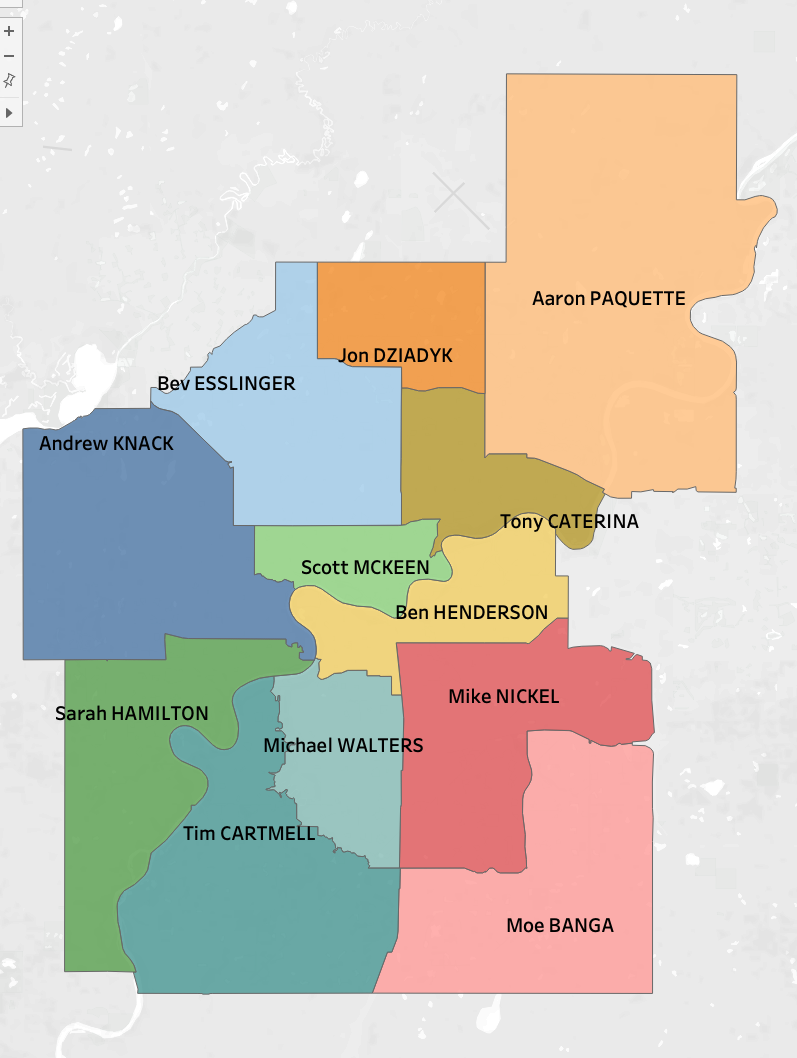 Aaron PAQUETTE
Jon DZIADYK
Bev ESSLINGER
Andrew KNACK
Tony CATERINA
Scott MCKEEN
Ben HENDERSON
Mike NICKEL
Sarah HAMILTON
Michael WALTERS
Tim CARTMELL
Moe BANGA